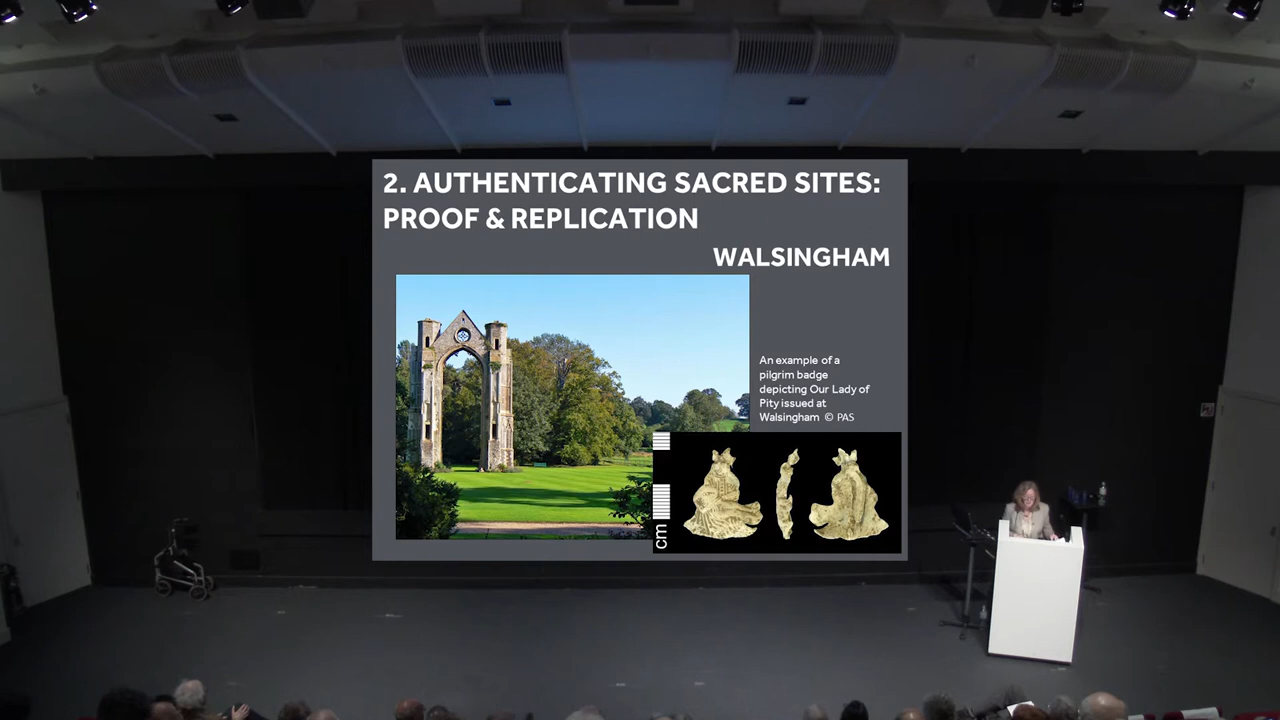 2. AUTHENTICATING SACRED SITES:
PROOF & REPLICATION
WALSINGHAM
An example of a
pilgrim badge
depicting Our Lady of
Pity issued at
Walsingham © PAS
cm